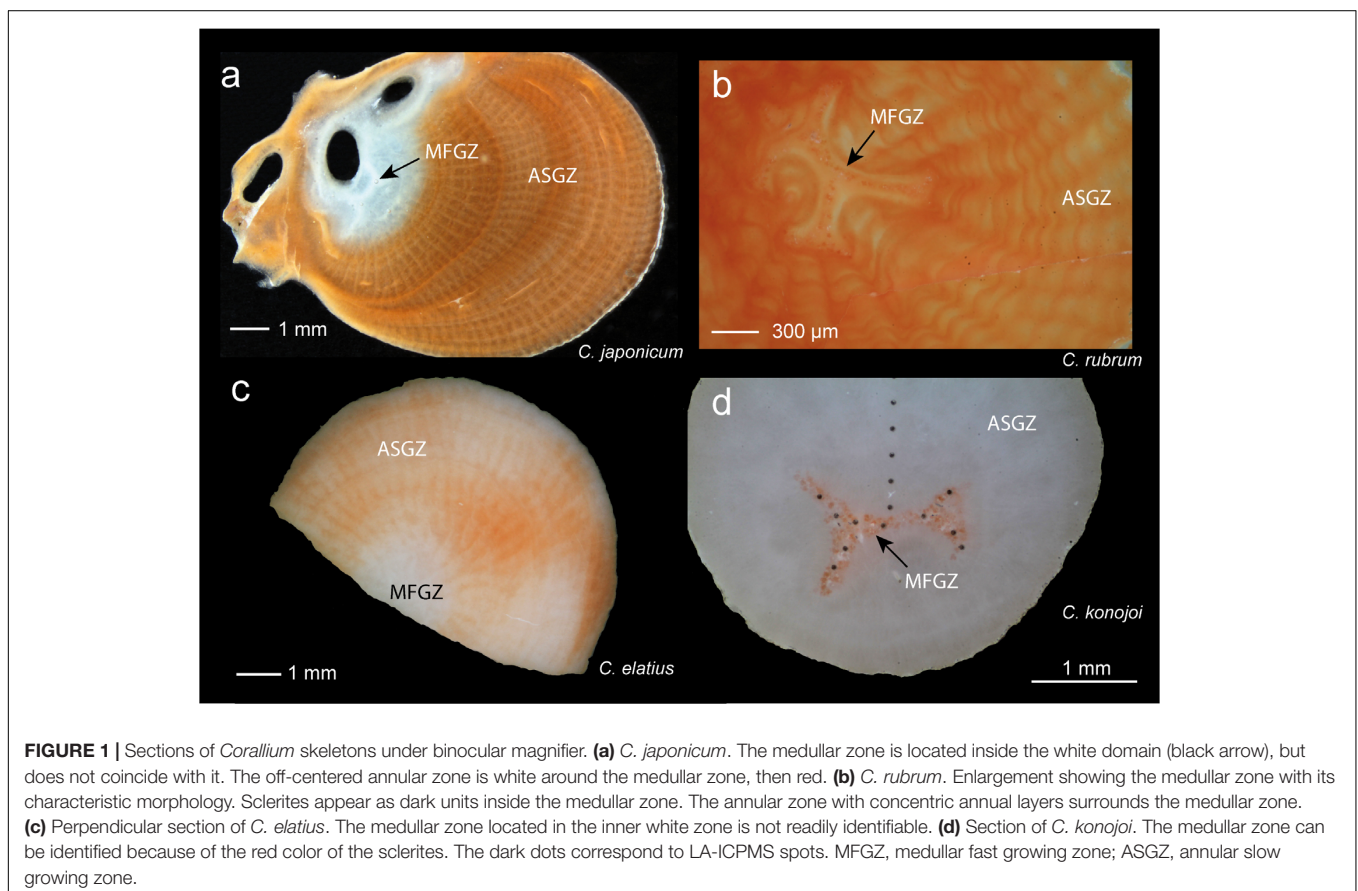 a
MFGZ
ASGZ
1 mm
C. japonicum
b
MFGZ
ASGZ
300 µm
C. rubrum
c
ASGZ
MFGZ
1 mm
C. elatius
d
ASGZ
MFGZ
C. konojoi
1 mm
FIGURE 1 | Sections of Corallium skeletons under binocular magnifier. (a) C. japonicum. The medullar zone is located inside the white domain (black arrow), but
does not coincide with it. The off-centered annular zone is white around the medullar zone, then red. (b) C. rubrum. Enlargement showing the medullar zone with its
characteristic morphology. Sclerites appear as dark units inside the medullar zone. The annular zone with concentric annual layers surrounds the medullar zone.
(c) Perpendicular section of C. elatius. The medullar zone located in the inner white zone is not readily identifiable. (d) Section of C. konojoi. The medullar zone can
be identified because of the red color of the sclerites. The dark dots correspond to LA-ICPMS spots. MFGZ, medullar fast growing zone; ASGZ, annular slow
growing zone.